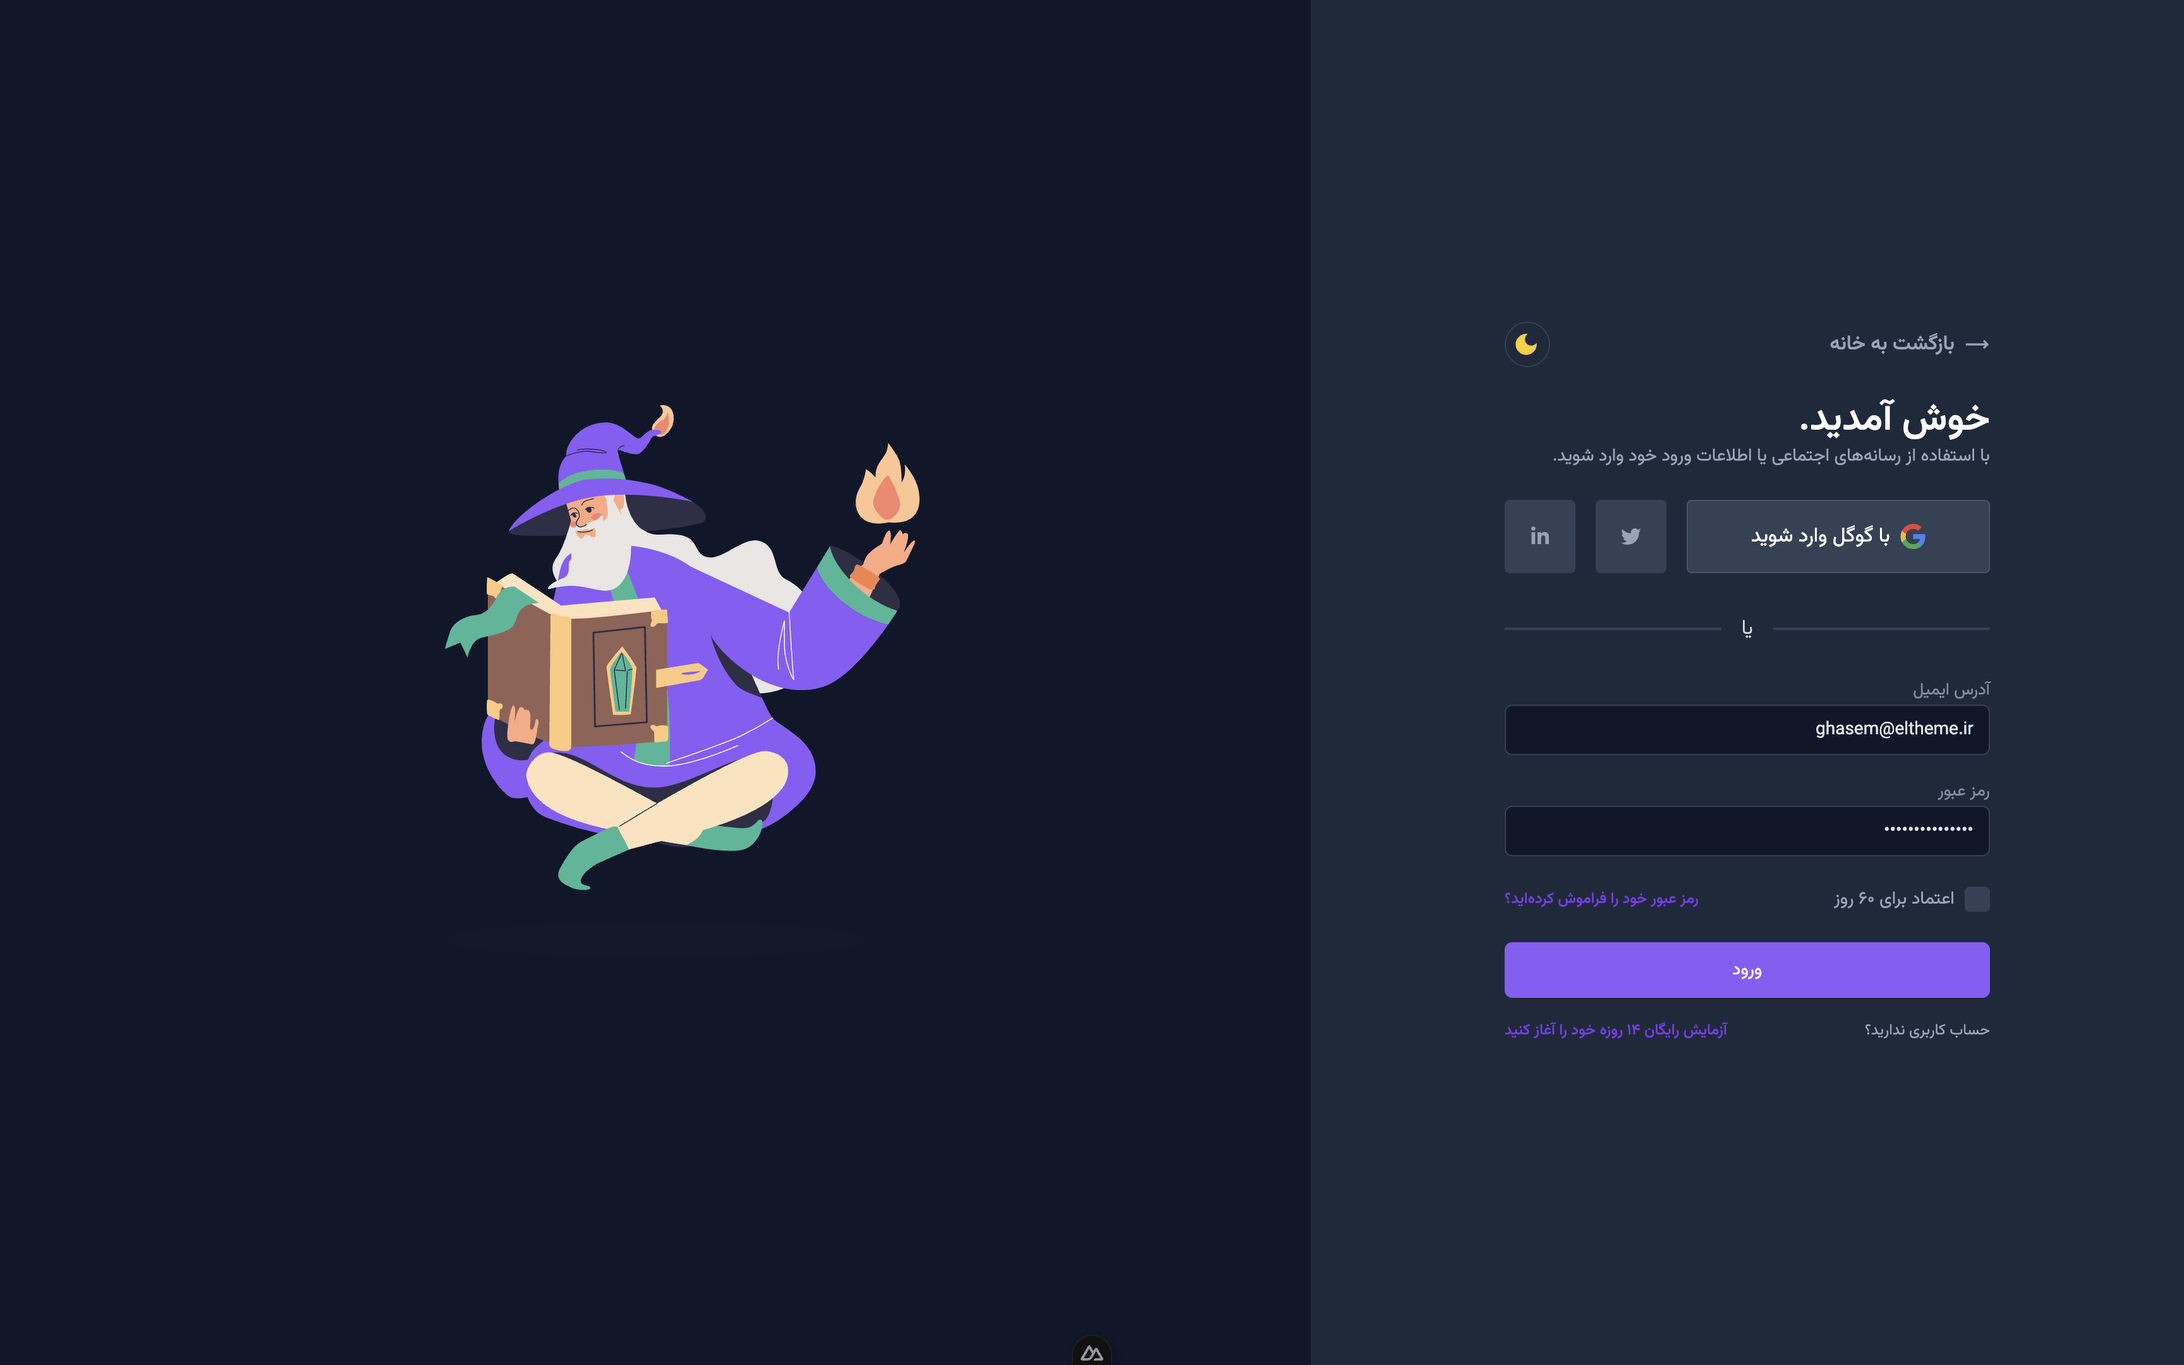 بازگشت به خانه
خوش آمدید.
با استفاده از رسانه‌های اجتماعی یا اطلاعات ورود خود وارد شوید.
با گوگل وارد شوید
in
یا
آدرس ایمیل
ghasem@eltheme.ir
رمز عبور
اعتماد برای ۶۰ روز
رمز عبور خود را فراموش کرده‌اید؟
ورود
حساب کاربری ندارید؟
آزمایش رایگان ۱۴ روزه خود را آغاز کنید